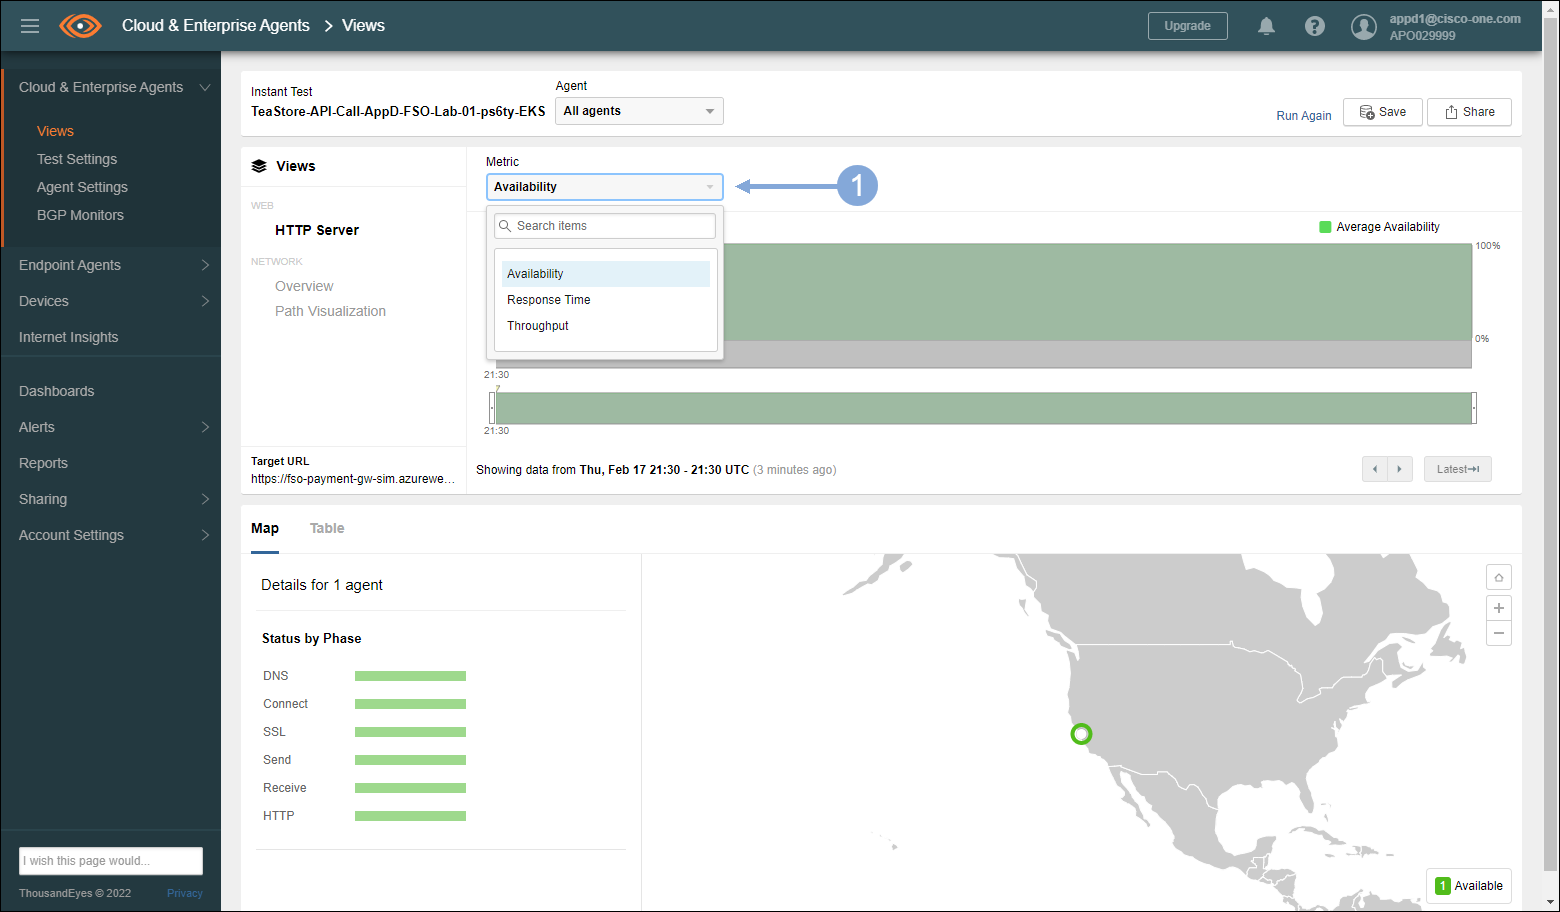 Cloud & Enterprise Agents > Views
Upgrade
appd1@cisco-one.com
APO029999
Cloud & Enterprise Agents
Views
Test Settings
Agent Settings
BGP Monitors
Endpoint Agents
Devices
Internet Insights
Dashboards
Alerts
Reports
Sharing
Account Settings
I wish this page would...
ThousandEyes © 2022 Privacy
Instant Test
TeaStore-API-Call-AppD-FSO-Lab-01-ps6ty-EKS
Agent
All agents
Run Again
Save
Share
Views
WEB
HTTP Server
NETWORK
Overview
Path Visualization
Target URL
https://fso-payment-gw-sim.azurewe...
Metric
Availability
1
Search items
Availability
Response Time
Throughput
Average Availability
100%
0%
21:30
7
21:30
Showing data from Thu, Feb 17 21:30 - 21:30 UTC (3 minutes ago)
Latest
Map Table
Details for 1 agent
Status by Phase
DNS
Connect
SSL
Send
Receive
HTTP
1 Available